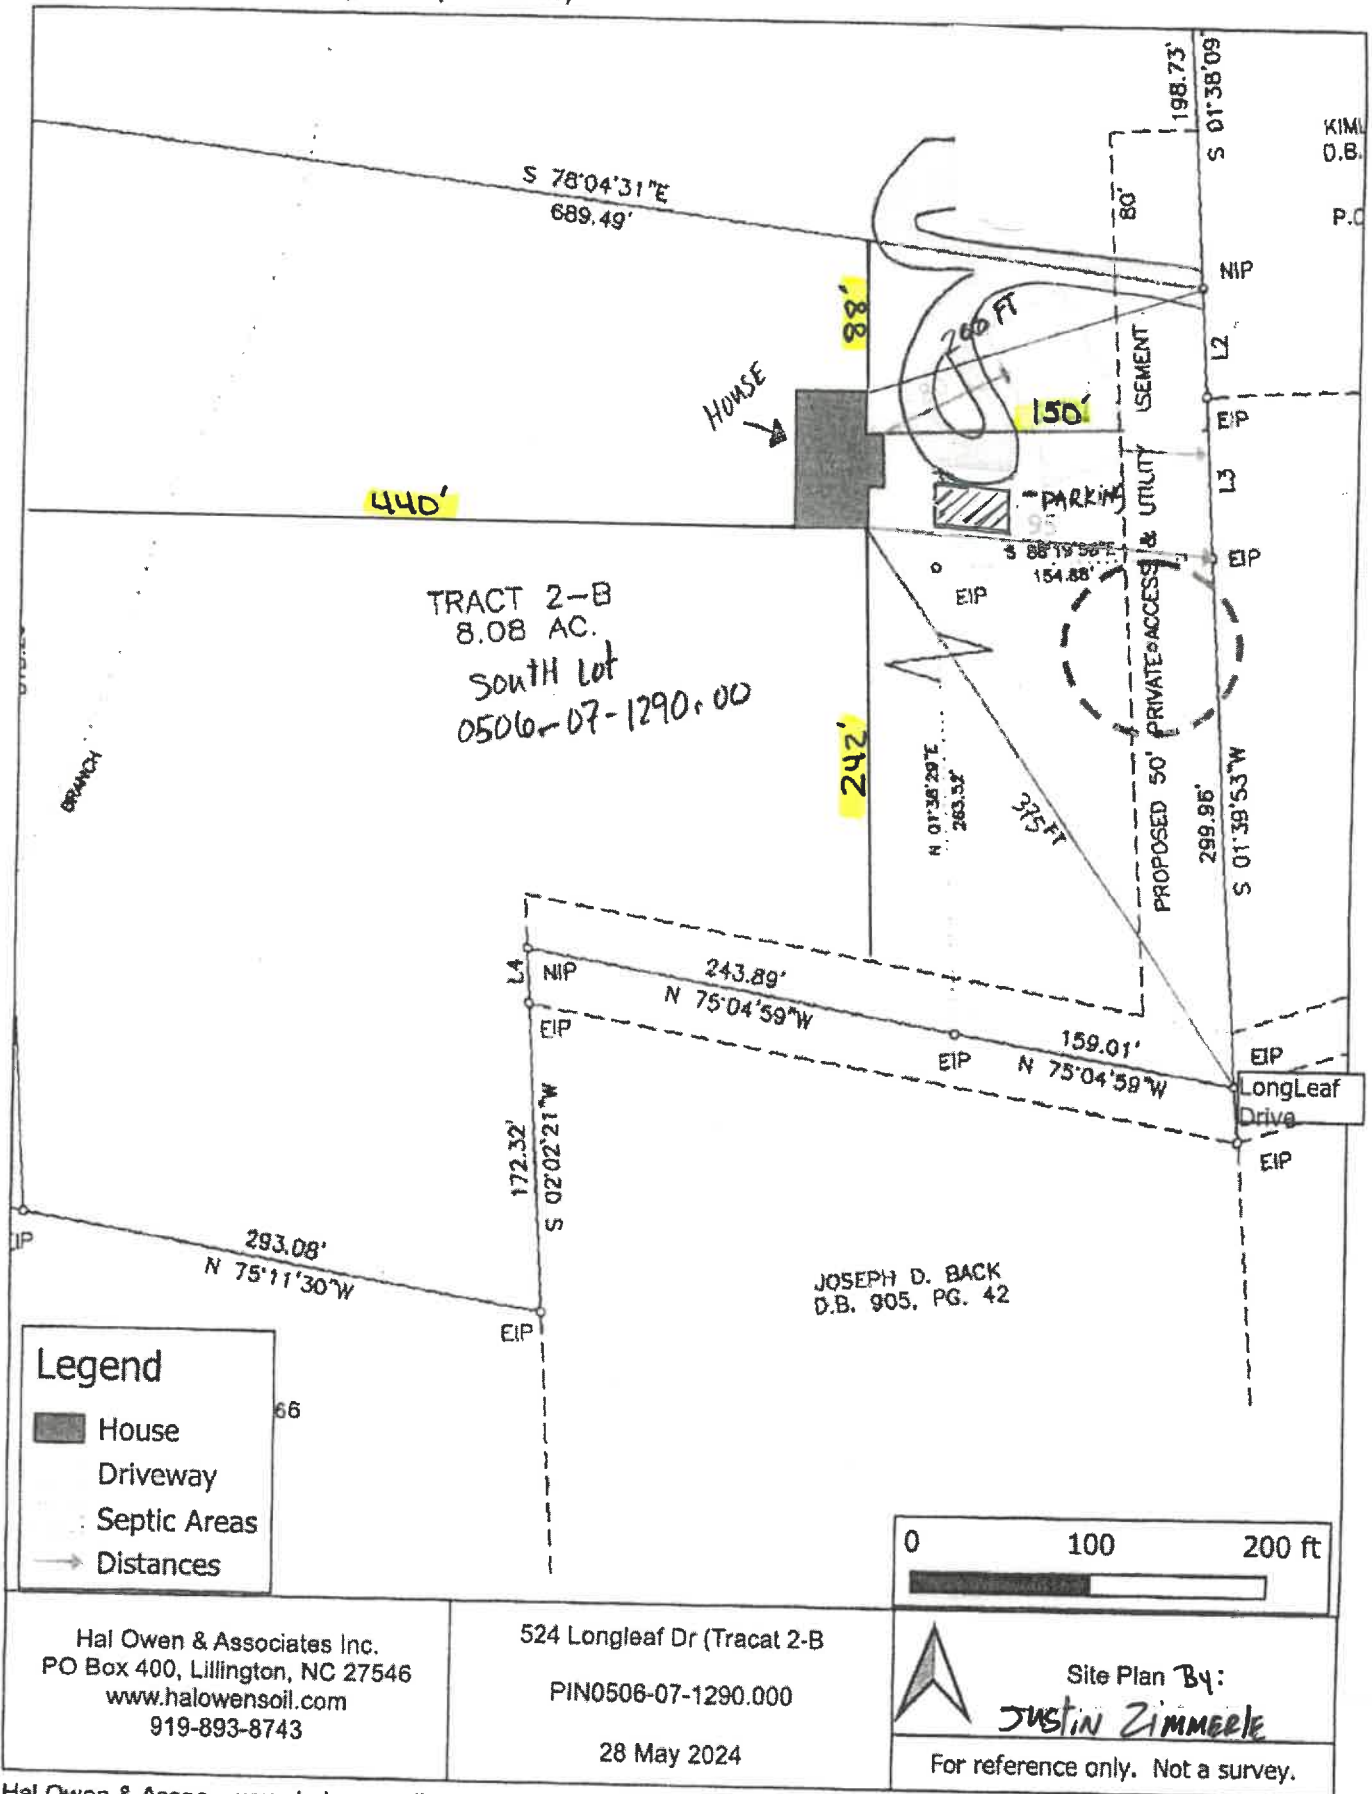 198.73'
S 01°38'09"
KIML
D.B.
P.C
80'
S 78°04'31"E
689.49'
NIP
88'
200 FT
L2
HOUSE
150'
EIP
440'
L3
-PARKING
95'
S 88°19'58"E
154.88'
EIP
EIP
TRACT 2-B
8.08 AC.
SOUTH Lot
0506-07-1290.00
PROPOSED 50' PRIVATE ACCESS & UTILITY
SEMENT
BRANCH
242'
N 01°38'29"E
263.52'
375 FT
299.96'
S 01°39'53"W
L4
NIP
243.89'
N 75°04'59"W
EIP
EIP
159.01'
N 75°04'59"W
EIP
LongLeaf
Drive
EIP
172.32'
S 02°02'21"W
EIP
293.08'
N 75°11'30"W
EIP
JOSEPH D. BACK
D.B. 905, PG. 42
66
Legend
House
Driveway
Septic Areas
Distances
0 100 200 ft
Hal Owen & Associates Inc.
PO Box 400, Lillington, NC 27546
www.halowensoil.com
919-893-8743
524 Longleaf Dr (Tracat 2-B
PIN0506-07-1290.000
28 May 2024
Site Plan By:
JUSTIN ZIMMERLE
For reference only. Not a survey.